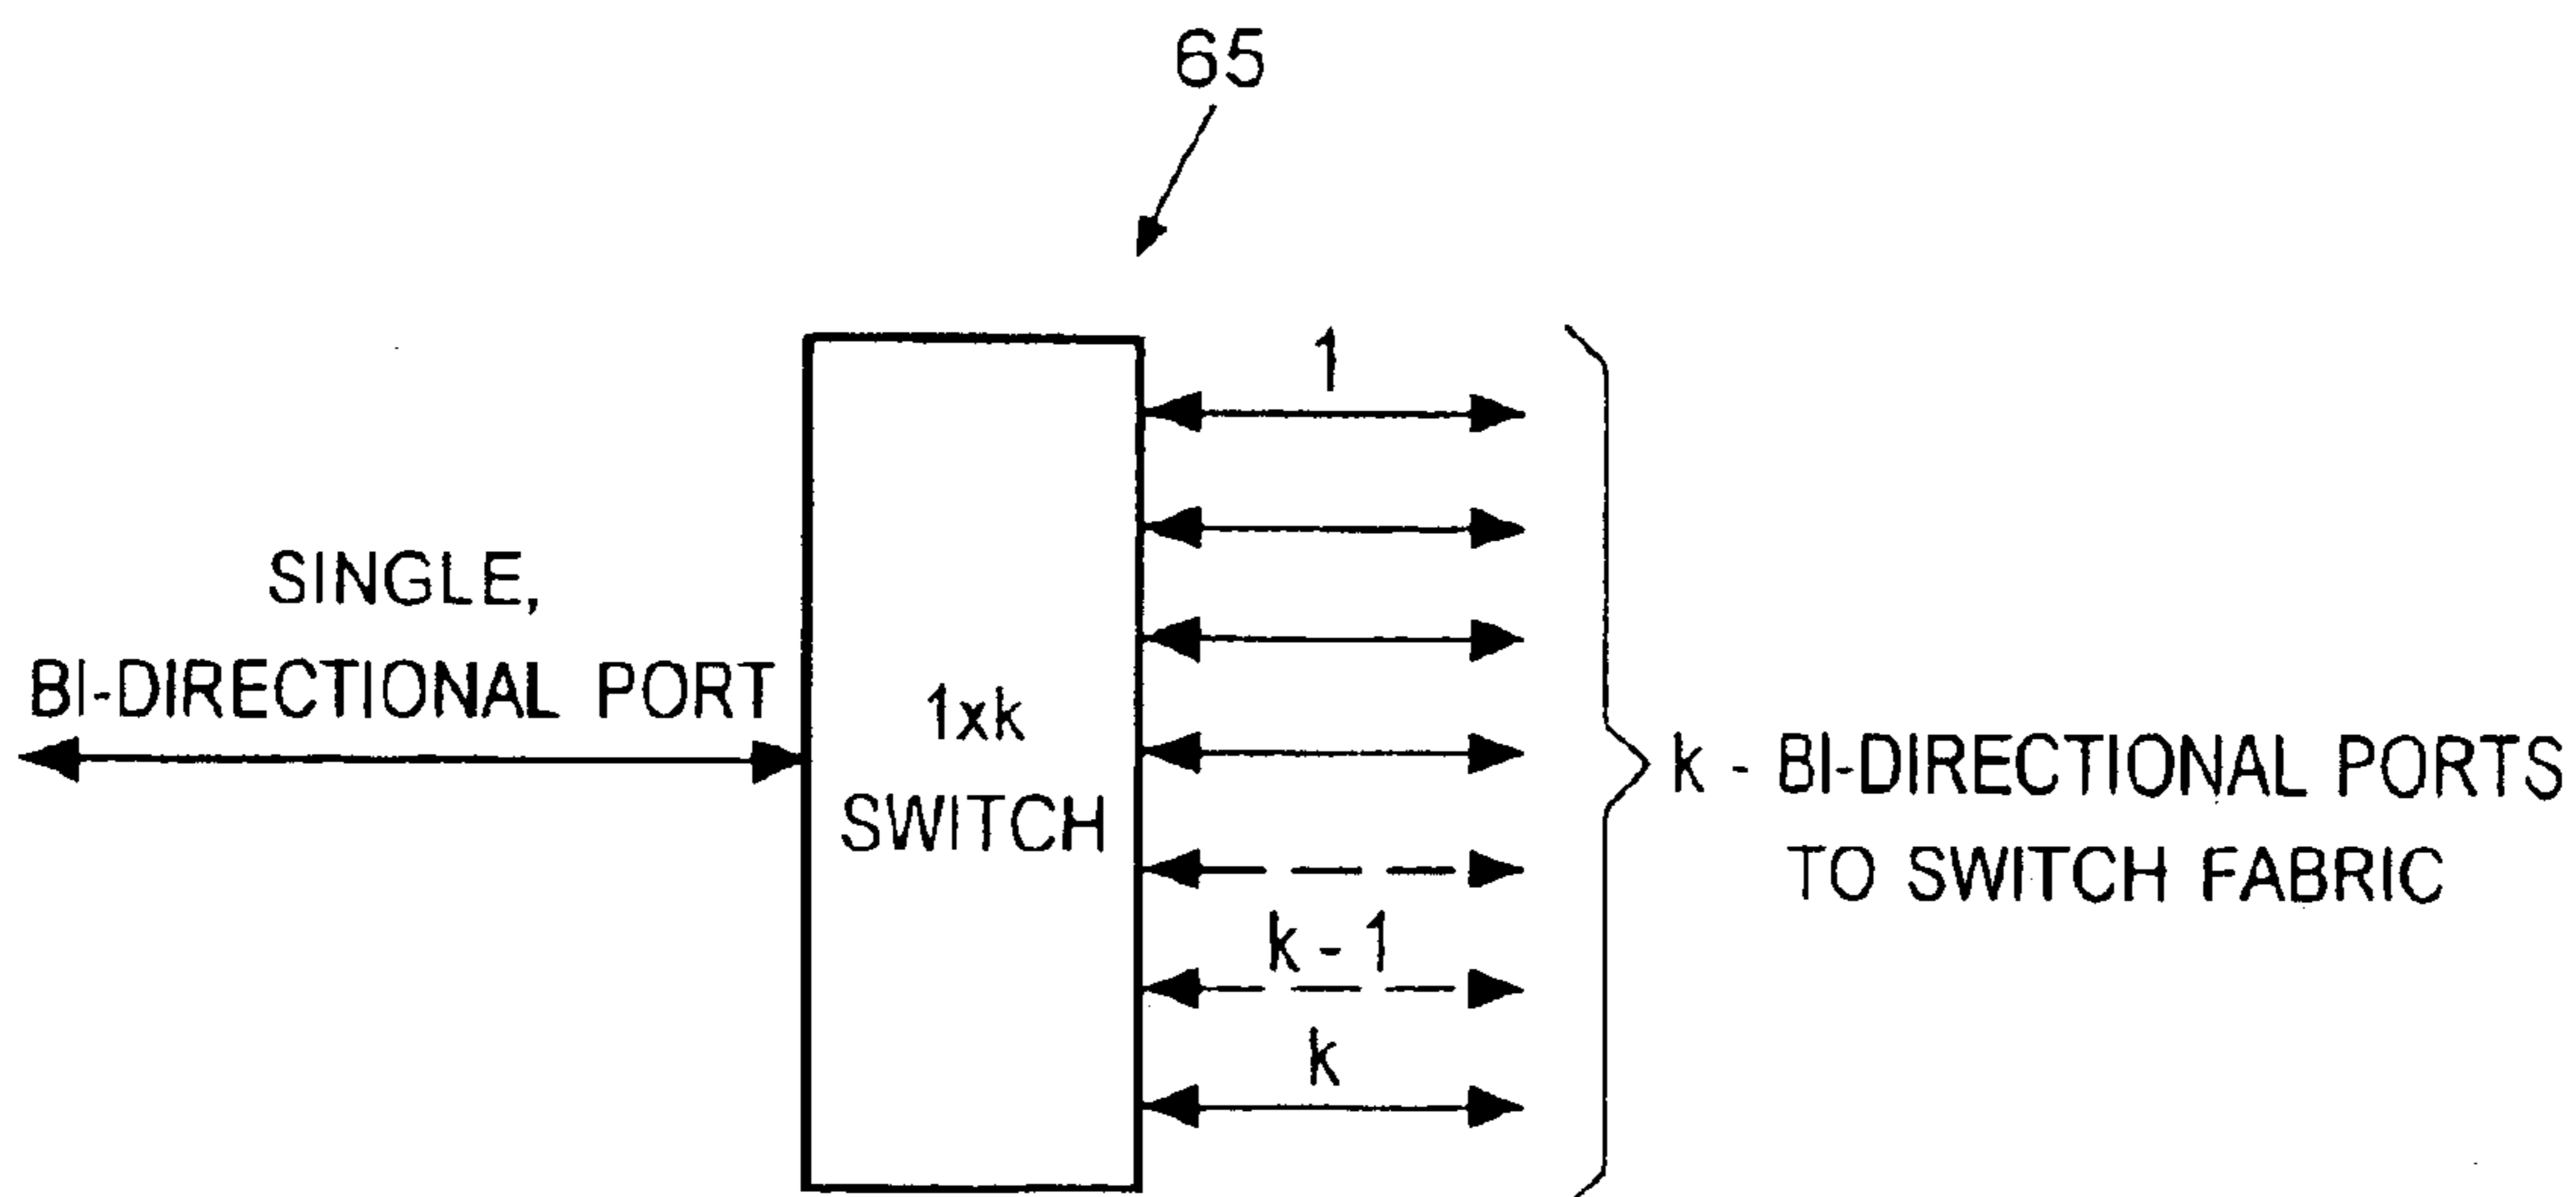 65
1
SINGLE,
BI-DIRECTIONAL PORT
1xk
SWITCH
k - BI-DIRECTIONAL PORTS
TO SWITCH FABRIC
k - 1
k